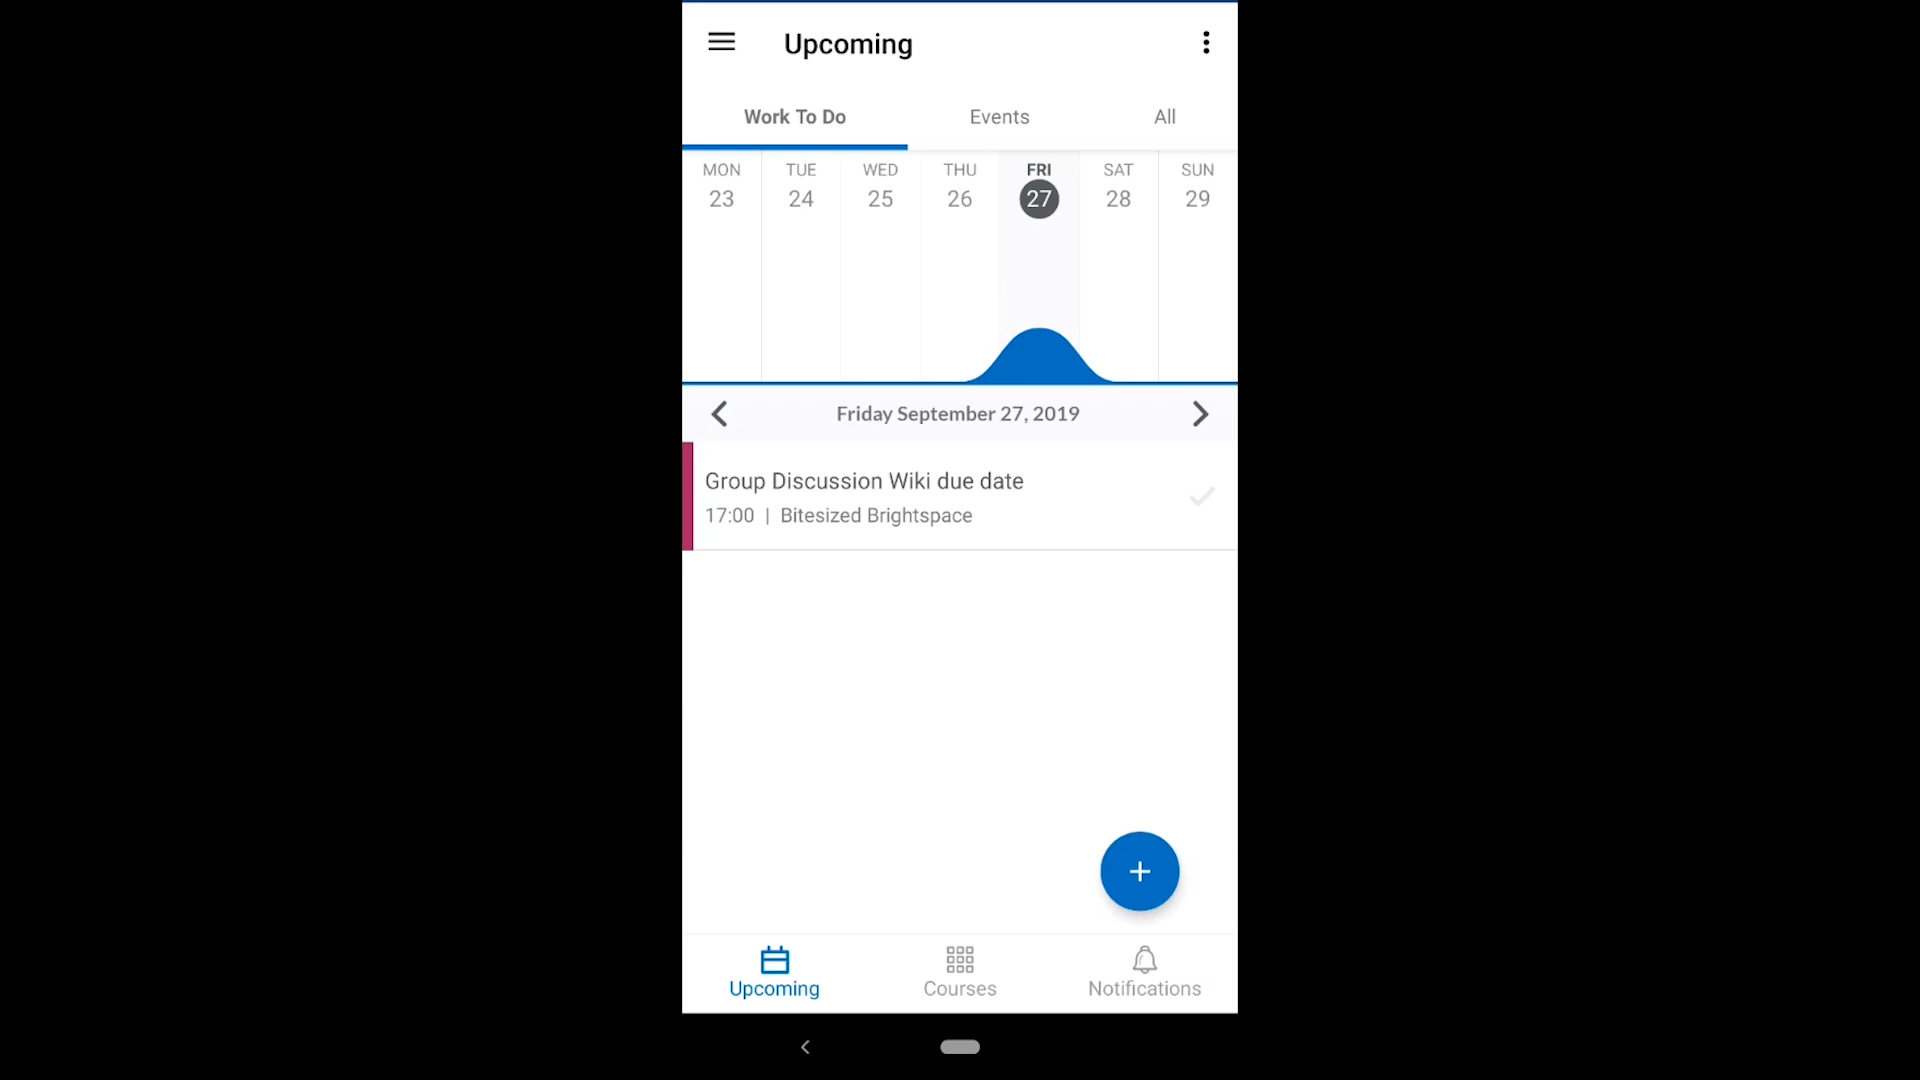 Upcoming
Work To Do Events All
MON TUE WED THU FRI SAT SUN
23 24 25 26 27 28 29
Friday September 27, 2019
Group Discussion Wiki due date
17:00 | Bitesized Brightspace
Upcoming Courses Notifications